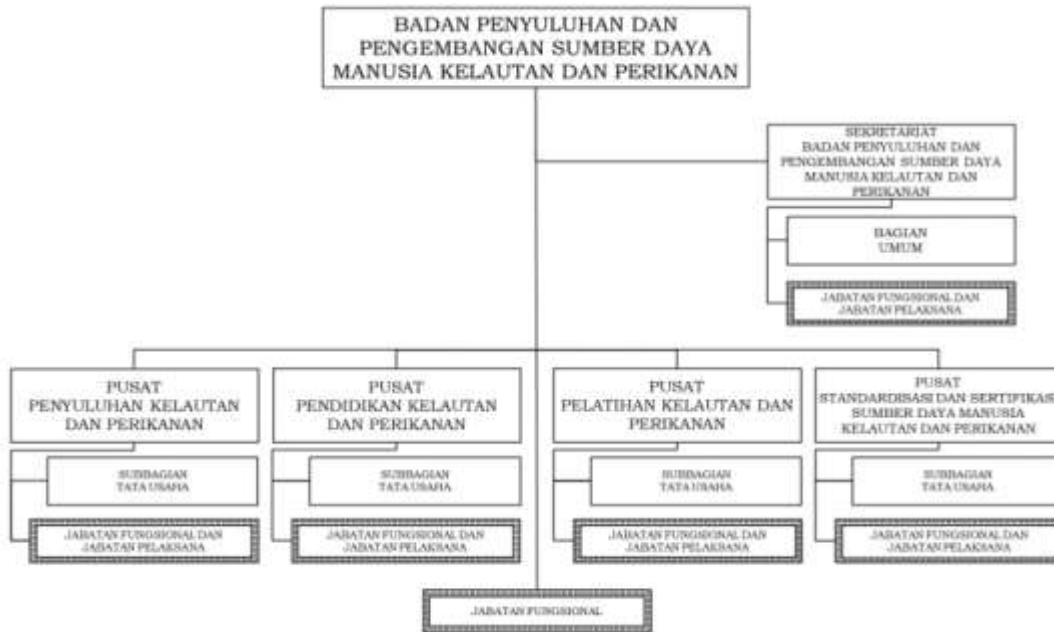 BADAN PENYULUHAN DAN
PENGEMBANGAN SUMBER DAYA
MANUSIA KELAUTAN DAN PERIKANAN
SEKRETARIAT
BADAN PENYULUHAN DAN
PENGEMBANGAN SUMBER DAYA
MANUSIA KELAUTAN DAN
PERIKANAN
BAGIAN
UMUM
JABATAN FUNGSIONAL DAN
JABATAN PELAKSANA
PUSAT
PENYULUHAN KELAUTAN
DAN PERIKANAN
SUBBAGIAN
TATA USAHA
JABATAN FUNGSIONAL DAN
JABATAN PELAKSANA
PUSAT
PENDIDIKAN KELAUTAN
DAN PERIKANAN
SUBBAGIAN
TATA USAHA
JABATAN FUNGSIONAL DAN
JABATAN PELAKSANA
PUSAT
PELATIHAN KELAUTAN DAN
PERIKANAN
SUBBAGIAN
TATA USAHA
JABATAN FUNGSIONAL DAN
JABATAN PELAKSANA
PUSAT
STANDARDISASI DAN SERTIFIKASI
SUMBER DAYA MANUSIA
KELAUTAN DAN PERIKANAN
SUBBAGIAN
TATA USAHA
JABATAN FUNGSIONAL DAN
JABATAN PELAKSANA
JABATAN FUNGSIONAL